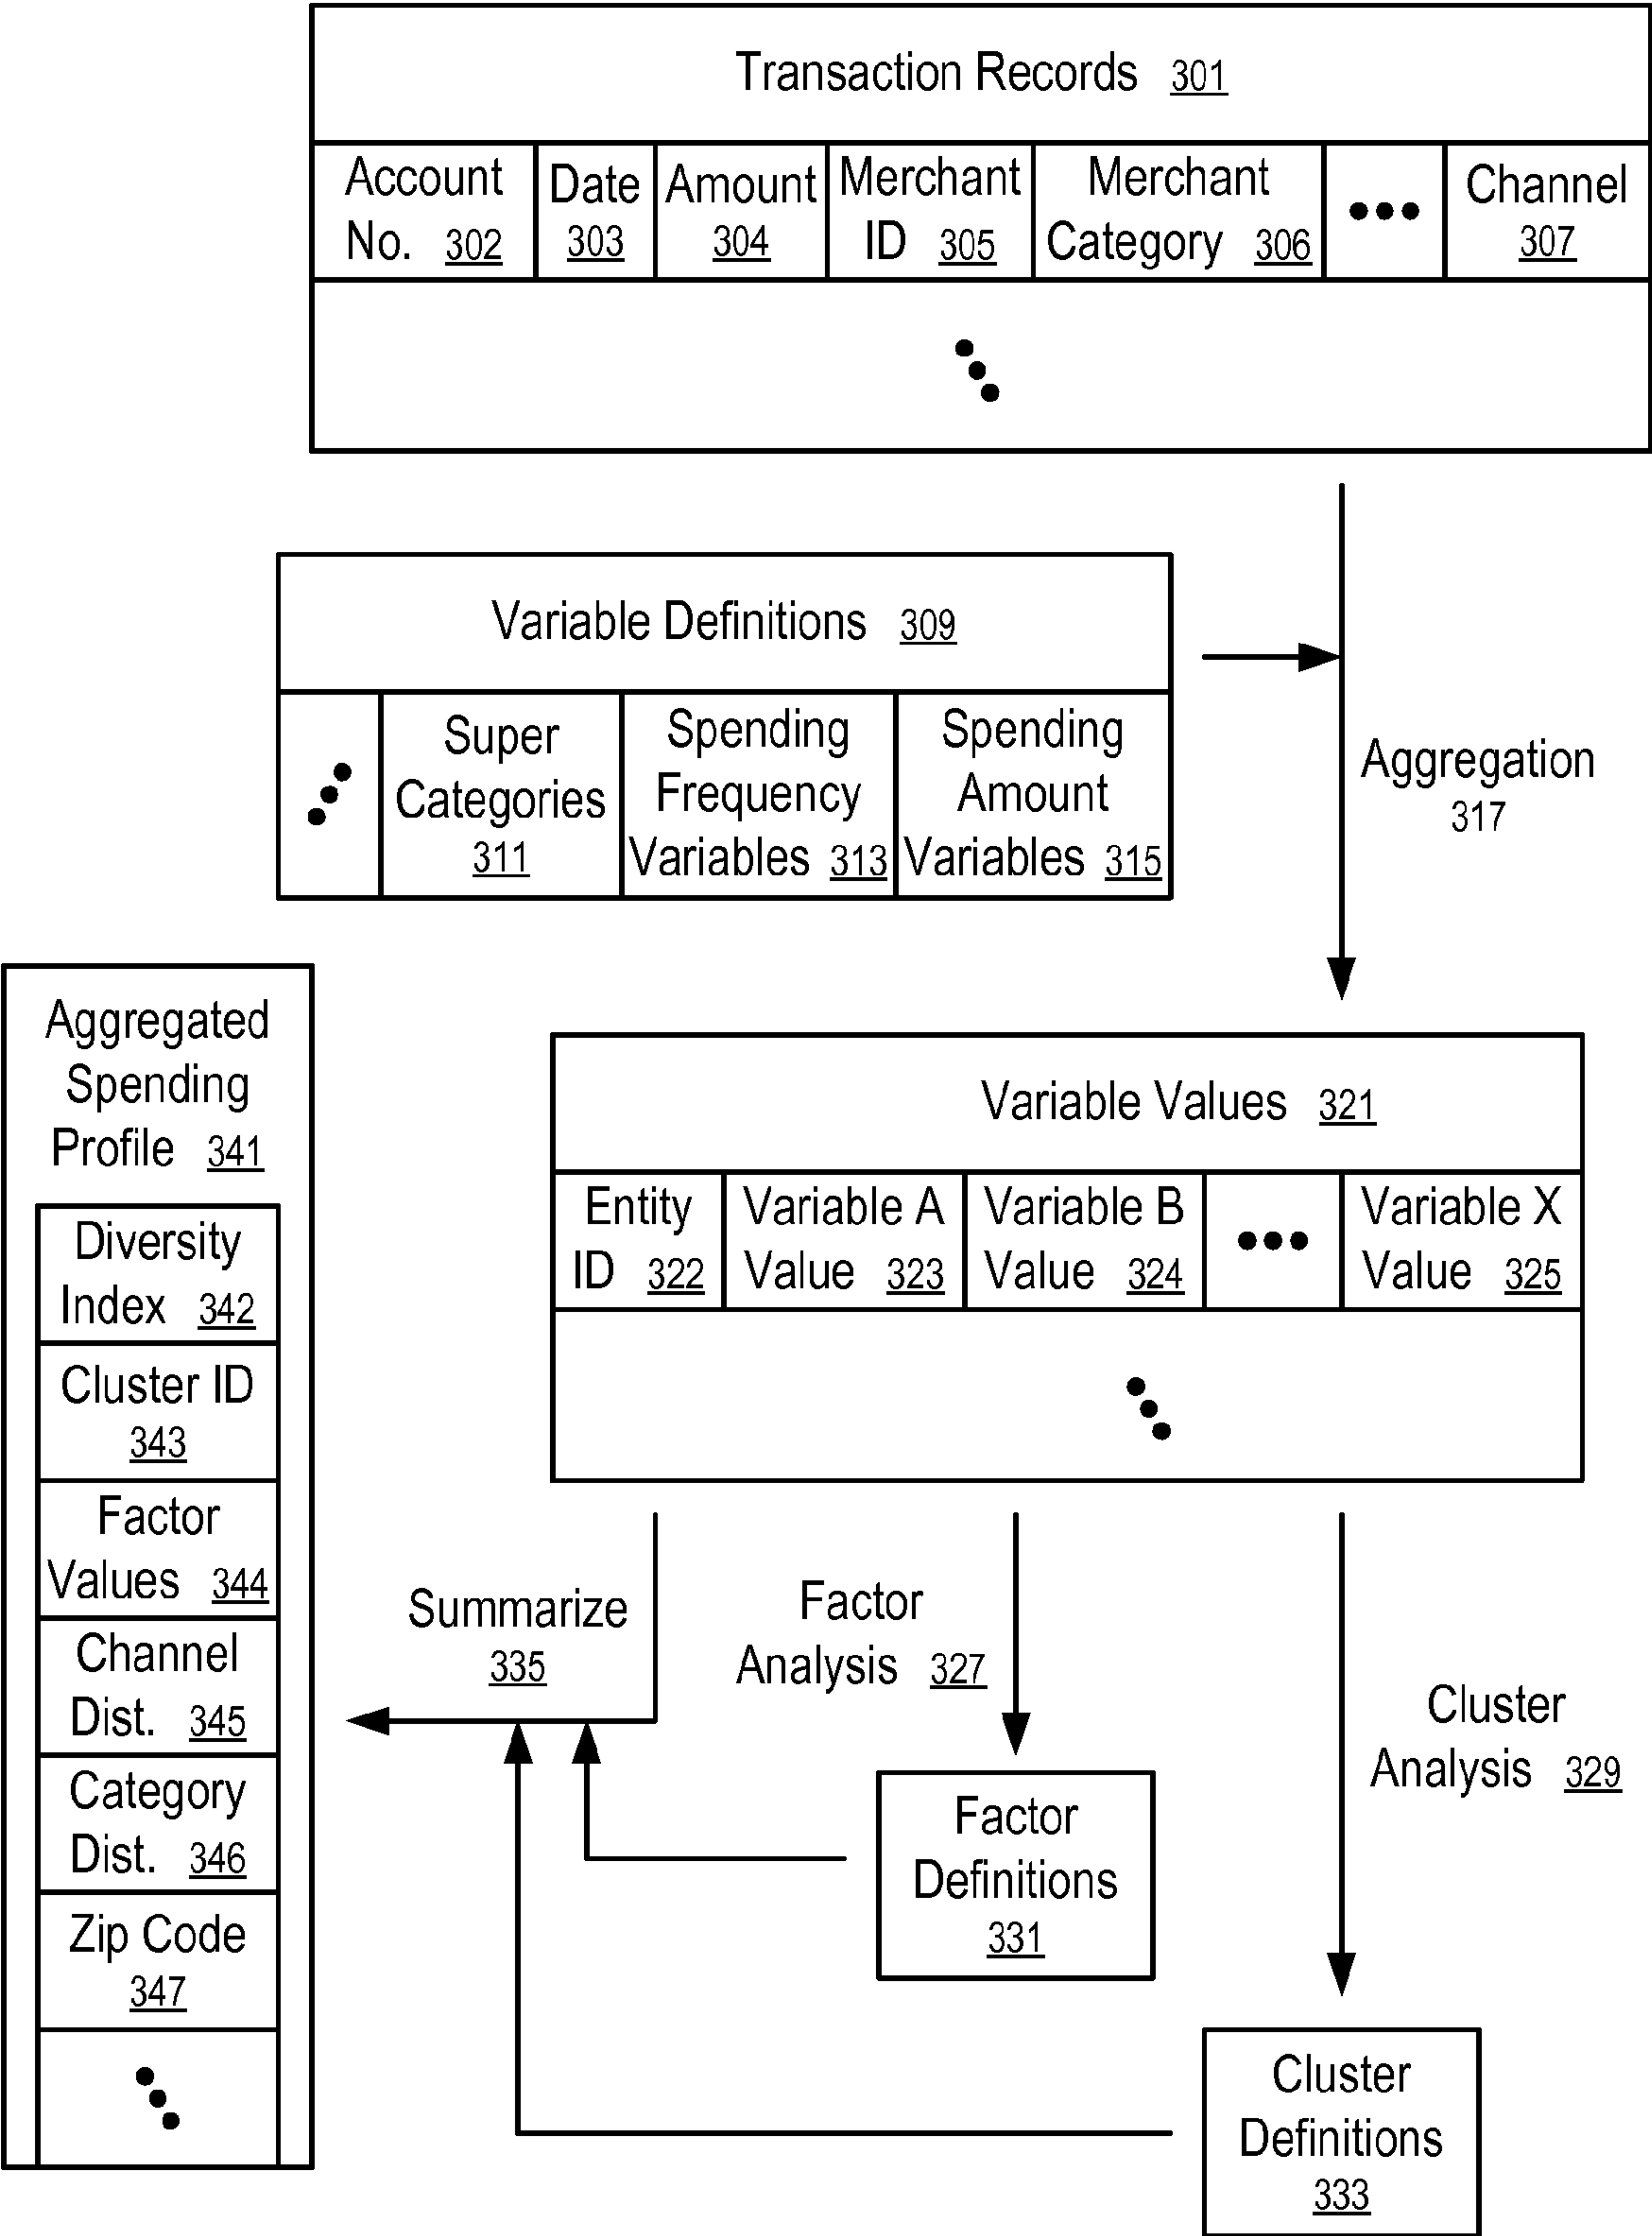 Transaction Records 301
Account
No. 302
Date
303
Amount
304
Merchant
ID 305
Merchant
Category 306
Channel
307
Variable Definitions 309
Super
Categories
311
Spending
Frequency
Variables 313
Spending
Amount
Variables 315
Aggregation
317
Aggregated
Spending
Profile 341
Diversity
Index 342
Cluster ID
343
Factor
Values 344
Channel
Dist. 345
Category
Dist. 346
Zip Code
347
Variable Values 321
Entity
ID 322
Variable A
Value 323
Variable B
Value 324
Variable X
Value 325
Summarize
335
Factor
Analysis 327
Cluster
Analysis 329
Factor
Definitions
331
Cluster
Definitions
333